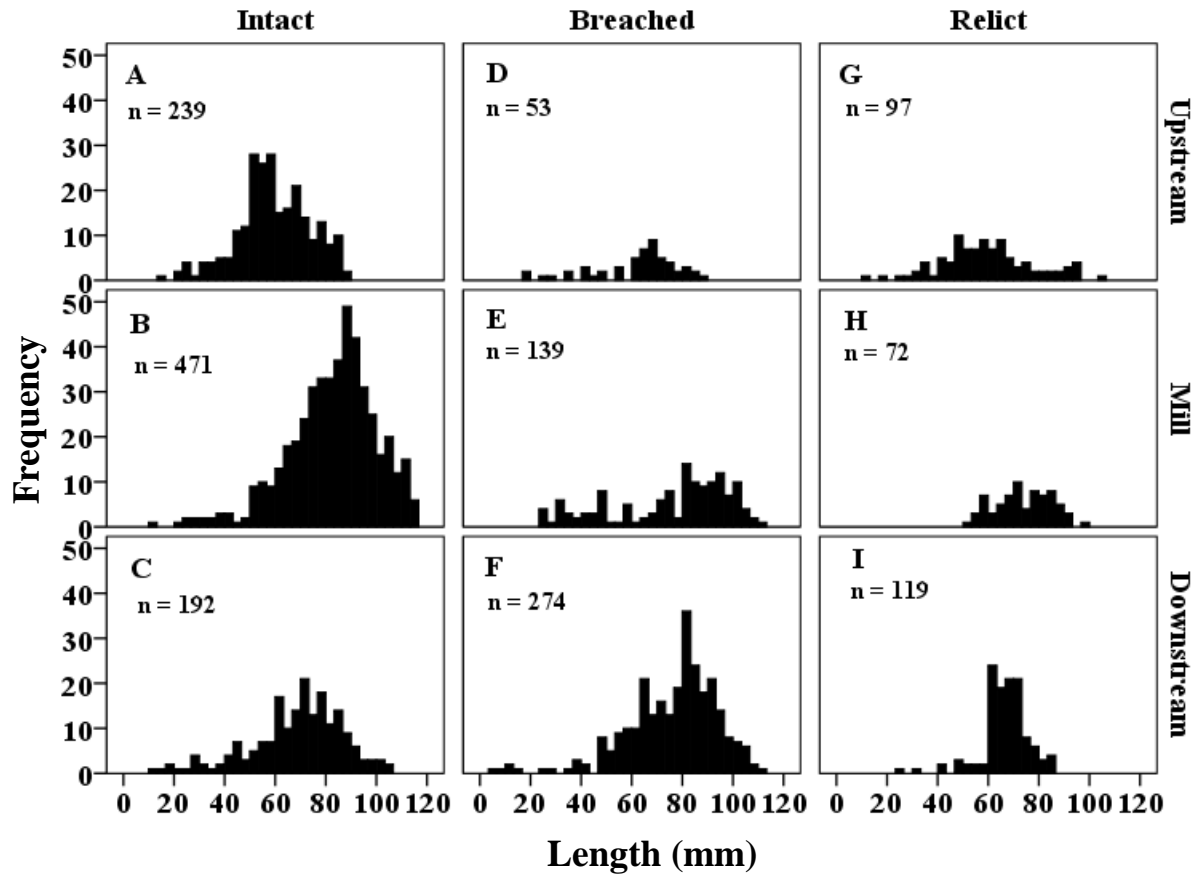 Intact Breached Relict
50 A D G
40 n = 239 n = 53 n = 97
30
20
10
0
Upstream
50 B E H
40 n = 471 n = 139 n = 72
30
20
10
0
Mill
50 C F I
40 n = 192 n = 274 n = 119
30
20
10
0
Downstream
Frequency
0 20 40 60 80 100 120 0 20 40 60 80 100 120 0 20 40 60 80 100 120
Length (mm)